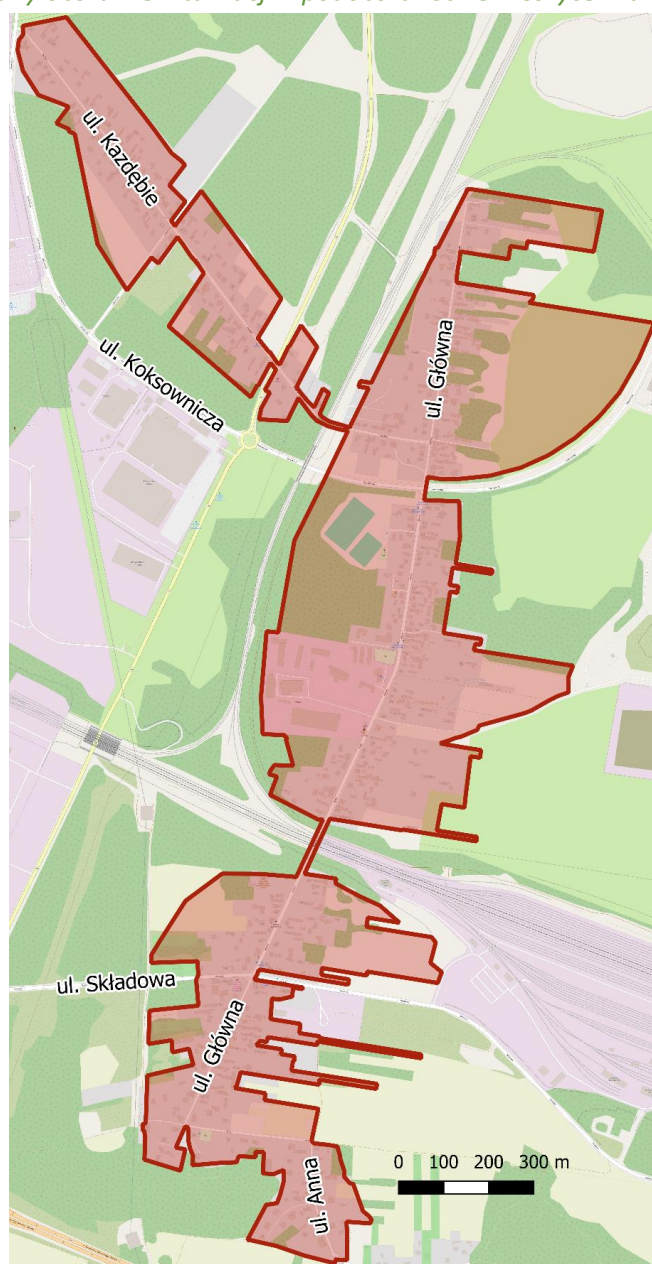 ul. Kazdębie
ul. Główna
ul. Koksownicza
ul. Składowa
ul. Główna
ul. Anna
0 100 200 300 m